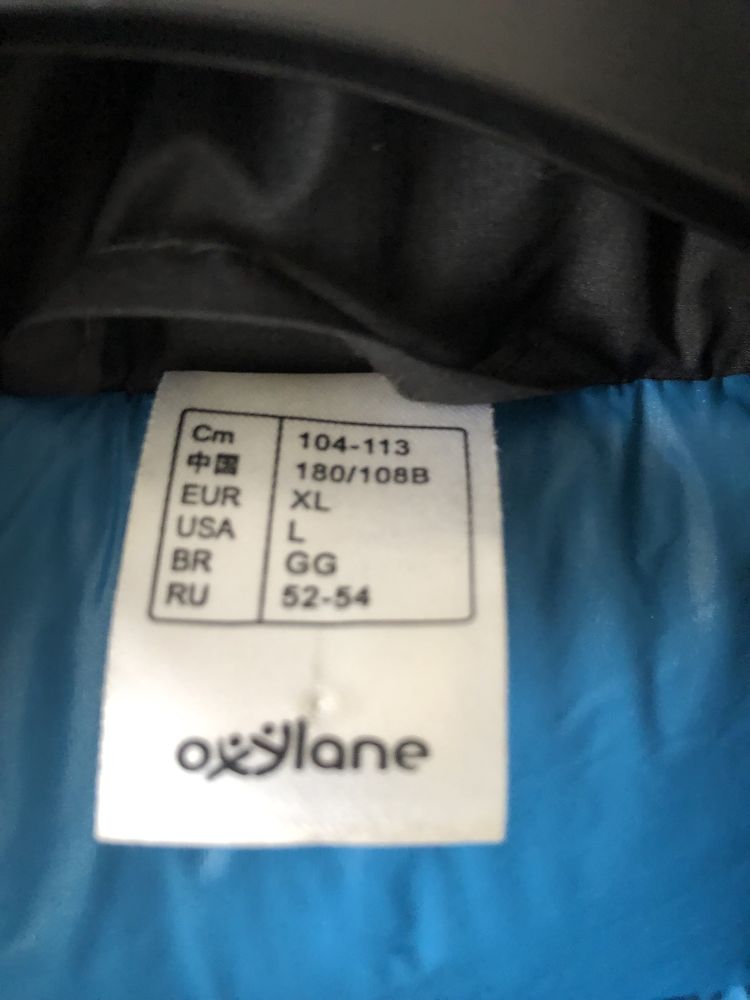 Cm 104-113
中国 180/108B
EUR XL
USA L
BR GG
RU 52-54
oxylane